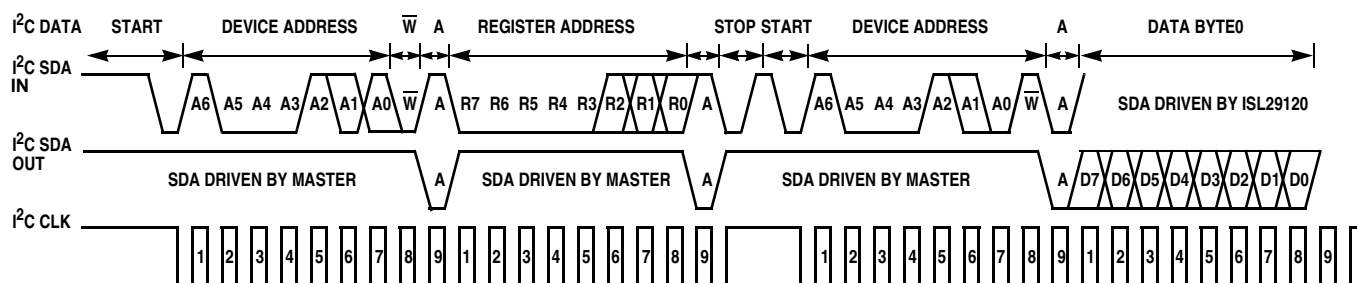 I²C DATA START DEVICE ADDRESS W̅ A REGISTER ADDRESS STOP START DEVICE ADDRESS A DATA BYTE0
I²C SDA IN A6 A5 A4 A3 A2 A1 A0 W̅ A R7 R6 R5 R4 R3 R2 R1 R0 A A6 A5 A4 A3 A2 A1 A0 W̅ A SDA DRIVEN BY ISL29120
I²C SDA OUT SDA DRIVEN BY MASTER A SDA DRIVEN BY MASTER A SDA DRIVEN BY MASTER A D7 D6 D5 D4 D3 D2 D1 D0
I²C CLK 1 2 3 4 5 6 7 8 9 1 2 3 4 5 6 7 8 9 1 2 3 4 5 6 7 8 9 1 2 3 4 5 6 7 8 9